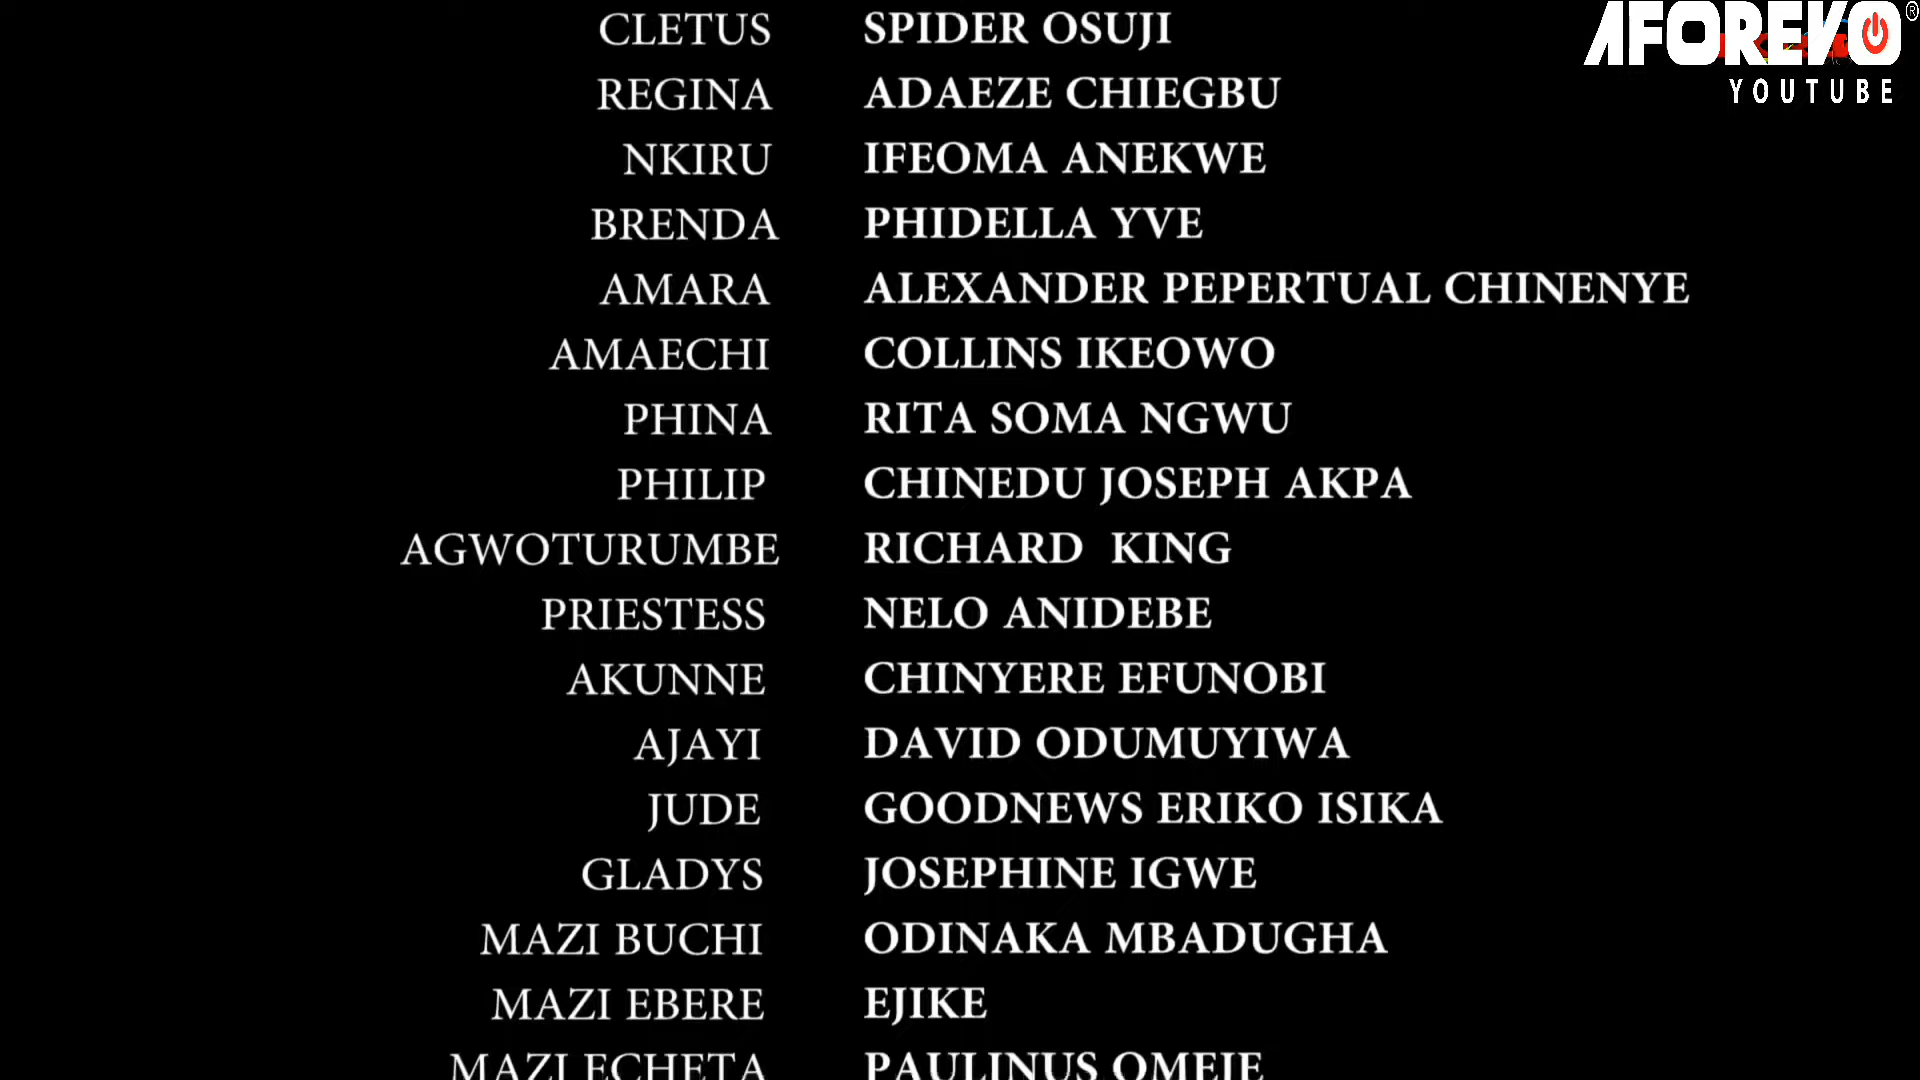 AFOREVO®
YOUTUBE
CLETUS SPIDER OSUJI
REGINA ADAEZE CHIEGBU
NKIRU IFEOMA ANEKWE
BRENDA PHIDELLA YVE
AMARA ALEXANDER PEPERTUAL CHINENYE
AMAECHI COLLINS IKEOWO
PHINA RITA SOMA NGWU
PHILIP CHINEDU JOSEPH AKPA
AGWOTURUMBE RICHARD KING
PRIESTESS NELO ANIDEBE
AKUNNE CHINYERE EFUNOBI
AJAYI DAVID ODUMUYIWA
JUDE GOODNEWS ERIKO ISIKA
GLADYS JOSEPHINE IGWE
MAZI BUCHI ODINAKA MBADUGHA
MAZI EBERE EJIKE
MAZI ECHETA PAULINUS OMEJE